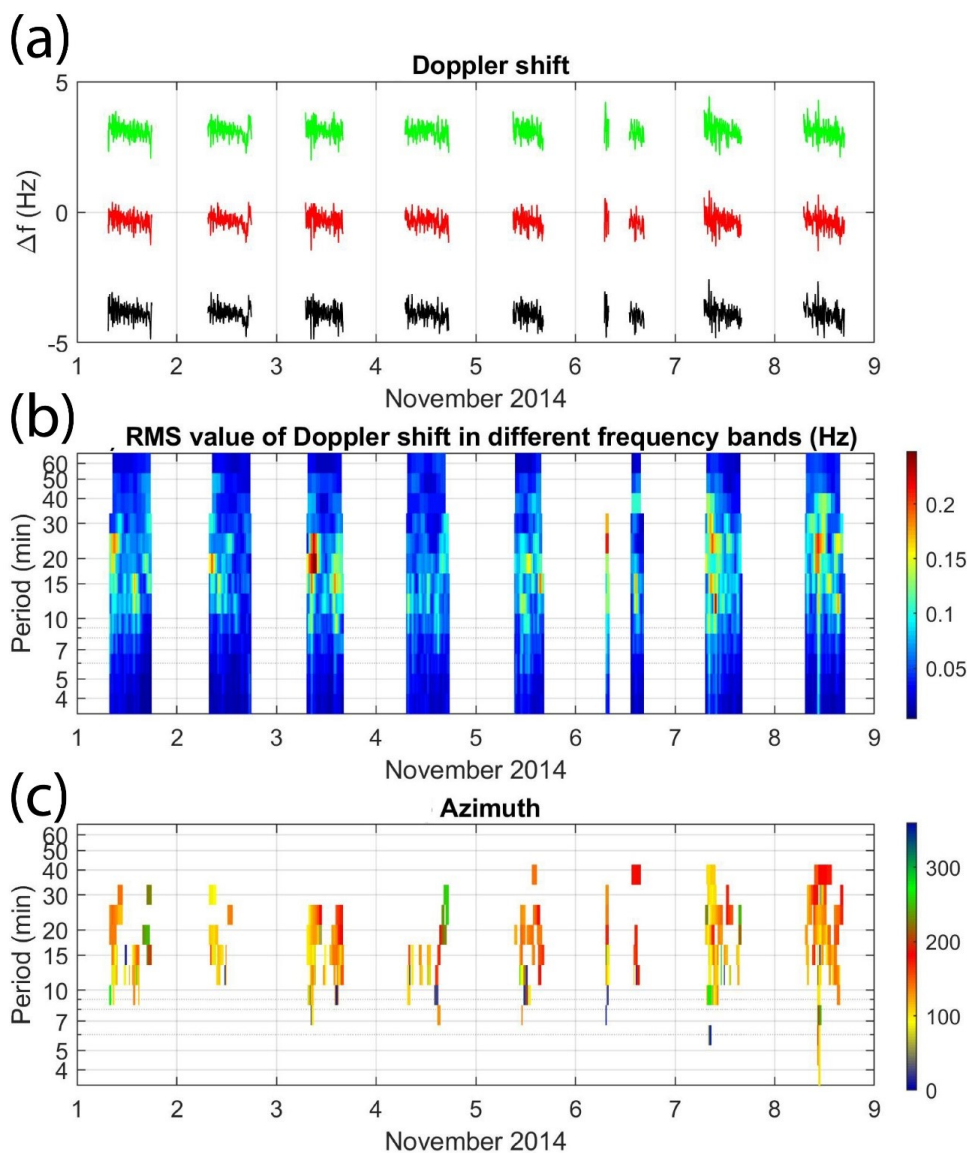 (a)
Doppler shift
5
0
-5
Δf (Hz)
1 2 3 4 5 6 7 8 9
November 2014
(b)
RMS value of Doppler shift in different frequency bands (Hz)
60
50
40
30
20
15
10
7
5
4
Period (min)
0.2
0.15
0.1
0.05
1 2 3 4 5 6 7 8 9
November 2014
(c)
Azimuth
60
50
40
30
20
15
10
7
5
4
Period (min)
300
200
100
0
1 2 3 4 5 6 7 8 9
November 2014